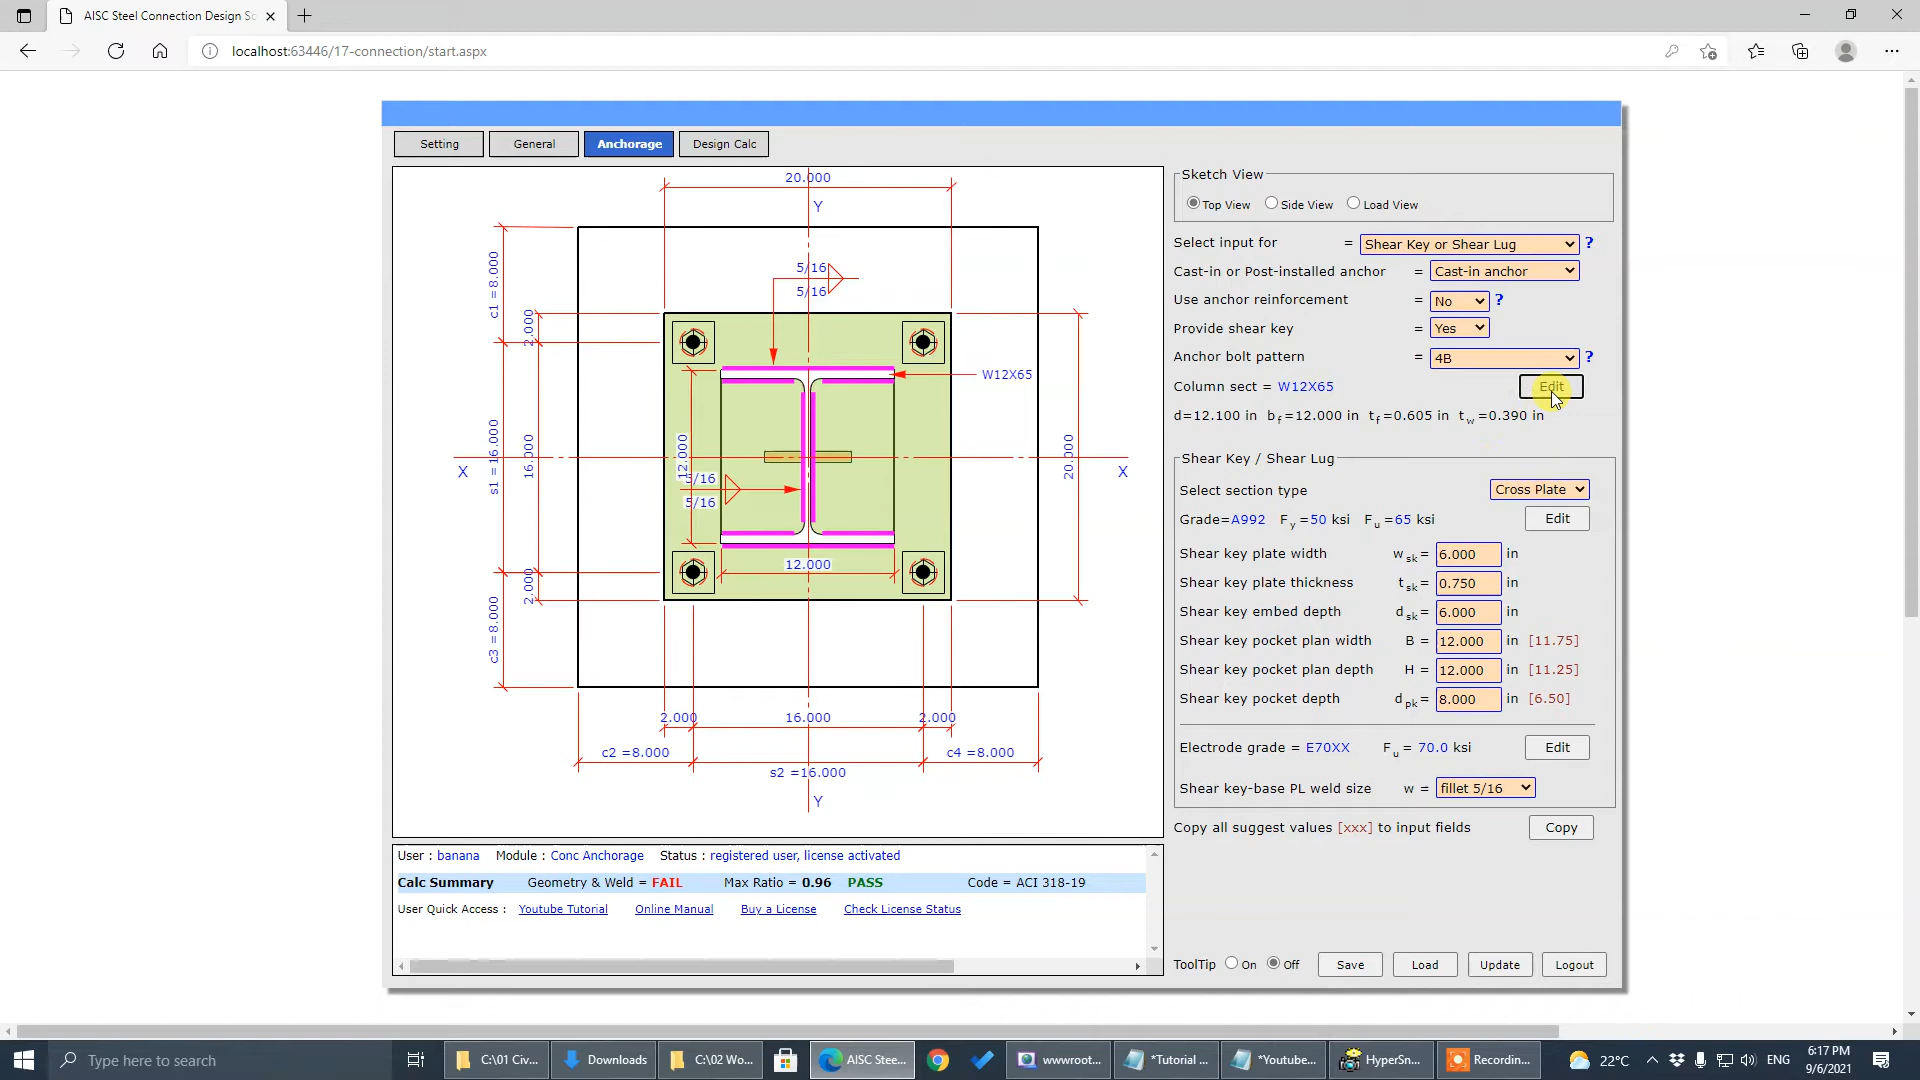 AISC Steel Connection Design Sc
localhost:63446/17-connection/start.aspx
Setting General Anchorage Design Calc
20.000
Y
c1 =8.000
2.000
5/16
5/16
W12X65
X
s1 =16.000
16.000
12.000
5/16
5/16
20.000
X
12.000
2.000
c3 =8.000
2.000 16.000 2.000
c2 =8.000 c4 =8.000
s2 =16.000
Y
Sketch View
Top View Side View Load View
Select input for = Shear Key or Shear Lug ?
Cast-in or Post-installed anchor = Cast-in anchor
Use anchor reinforcement = No ?
Provide shear key = Yes
Anchor bolt pattern = 4B ?
Column sect = W12X65 Edit
d=12.100 in bf=12.000 in tf=0.605 in tw=0.390 in
Shear Key / Shear Lug
Select section type Cross Plate
Grade=A992 Fy=50 ksi Fu=65 ksi Edit
Shear key plate width wsk= 6.000 in
Shear key plate thickness tsk= 0.750 in
Shear key embed depth dsk= 6.000 in
Shear key pocket plan width B = 12.000 in [11.75]
Shear key pocket plan depth H = 12.000 in [11.25]
Shear key pocket depth dpk= 8.000 in [6.50]
Electrode grade = E70XX Fu= 70.0 ksi Edit
Shear key-base PL weld size w = fillet 5/16
Copy all suggest values [xxx] to input fields Copy
User : banana Module : Conc Anchorage Status : registered user, license activated
Calc Summary Geometry & Weld = FAIL Max Ratio = 0.96 PASS Code = ACI 318-19
User Quick Access : Youtube Tutorial Online Manual Buy a License Check License Status
ToolTip On Off Save Load Update Logout
Type here to search C:\01 Civ... Downloads C:\02 Wo... AISC Stee... wwwroot... *Tutorial ... *Youtube... HyperSn... Recordin... 22°C ENG 6:17 PM
9/6/2021